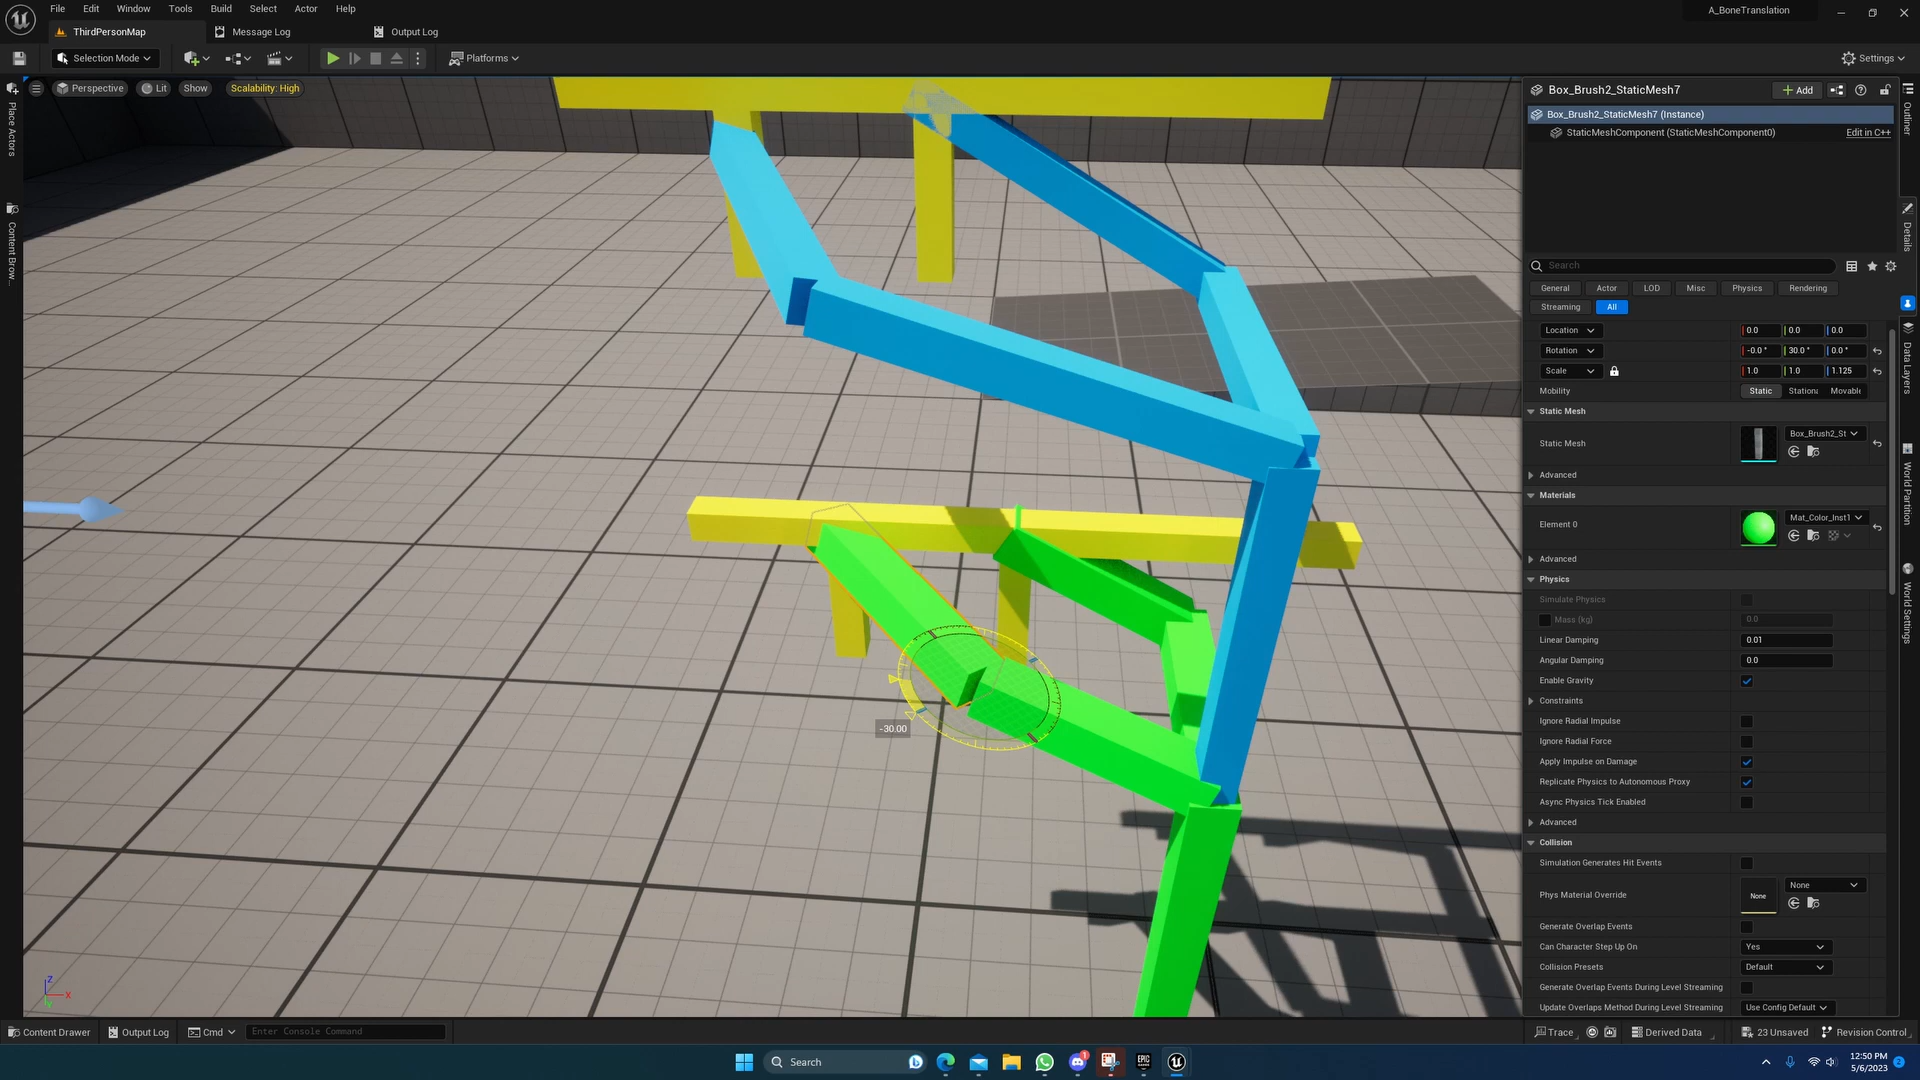 File Edit Window Tools Build Select Actor Help
A_BoneTranslation
ThirdPersonMap
Message Log
Output Log
Selection Mode
Platforms
Settings
Perspective
Lit
Show
Scalability: High
Place Actors
Content Brow...
-30.00
Z
X
Y
Box_Brush2_StaticMesh7
+ Add
Box_Brush2_StaticMesh7 (Instance)
StaticMeshComponent (StaticMeshComponent0)
Edit in C++
Search
General Actor LOD Misc Physics Rendering
Streaming All
Location 0.0 0.0 0.0
Rotation -0.0 ° 30.0 ° 0.0 °
Scale 1.0 1.0 1.125
Mobility Static Station Movabl
Static Mesh
Static Mesh Box_Brush2_St
Advanced
Materials
Element 0 Mat_Color_Inst1
Advanced
Physics
Simulate Physics
Mass (kg) 0.0
Linear Damping 0.01
Angular Damping 0.0
Enable Gravity
Constraints
Ignore Radial Impulse
Ignore Radial Force
Apply Impulse on Damage
Replicate Physics to Autonomous Proxy
Async Physics Tick Enabled
Advanced
Collision
Simulation Generates Hit Events
Phys Material Override None None
Generate Overlap Events
Can Character Step Up On Yes
Collision Presets Default
Generate Overlap Events During Level Streaming
Update Overlaps Method During Level Streaming Use Config Default
Outliner
Details
Data Layers
World Partition
World Settings
Content Drawer
Output Log
Cmd
Enter Console Command
Trace
Derived Data
23 Unsaved
Revision Control
Search
1
EPIC
12:50 PM
5/6/2023
2